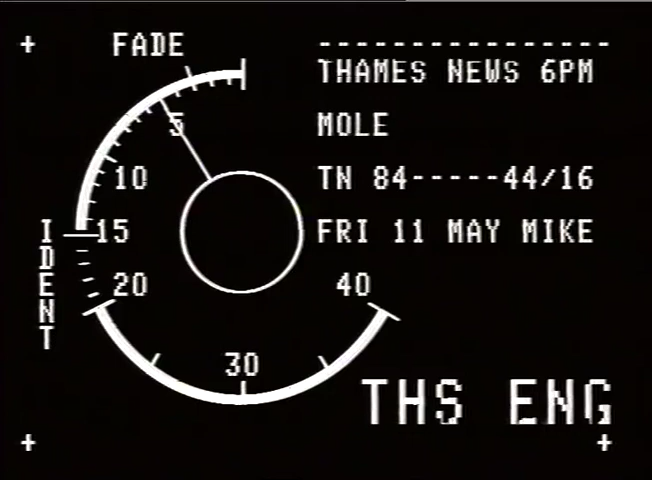 FADE
5
10
15
20
30
40
IDENT
----------------
THAMES NEWS 6PM
MOLE
TN 84-----44/16
FRI 11 MAY MIKE
THS ENG